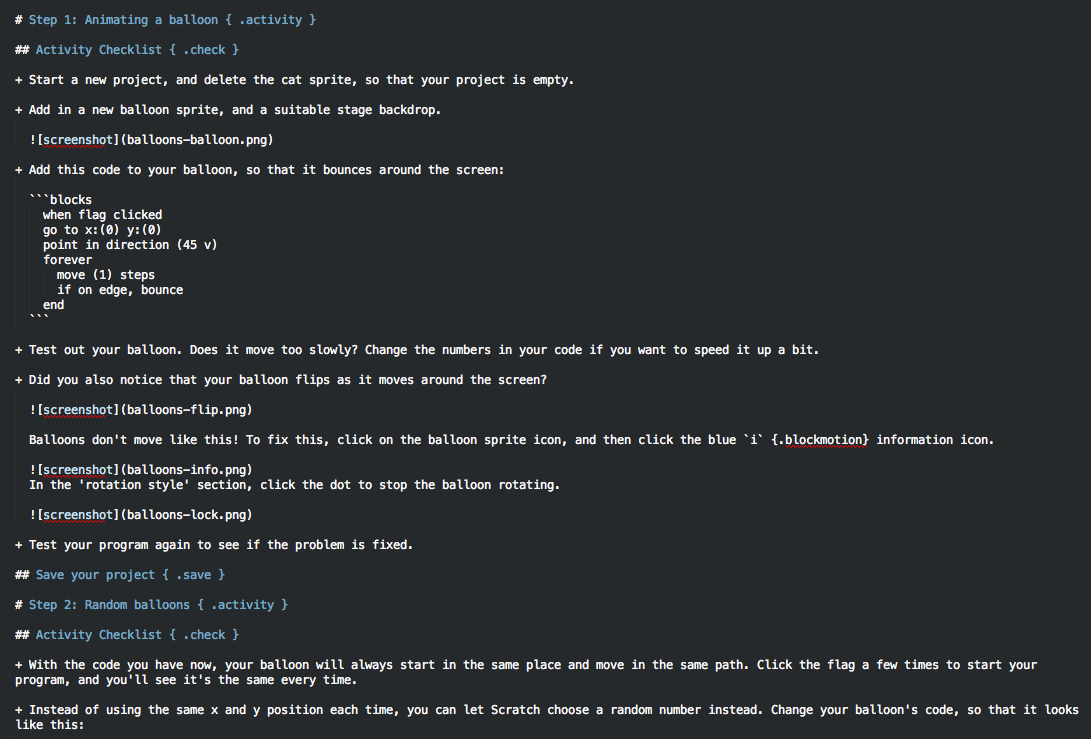 # Step 1: Animating a balloon { .activity }
## Activity Checklist { .check }
+ Start a new project, and delete the cat sprite, so that your project is empty.
+ Add in a new balloon sprite, and a suitable stage backdrop.
![screenshot](balloons-balloon.png)
+ Add this code to your balloon, so that it bounces around the screen:
```blocks
when flag clicked
go to x:(0) y:(0)
point in direction (45 v)
forever
move (1) steps
if on edge, bounce
end
```
+ Test out your balloon. Does it move too slowly? Change the numbers in your code if you want to speed it up a bit.
+ Did you also notice that your balloon flips as it moves around the screen?
![screenshot](balloons-flip.png)
Balloons don't move like this! To fix this, click on the balloon sprite icon, and then click the blue `i` {.blockmotion} information icon.
![screenshot](balloons-info.png)
In the 'rotation style' section, click the dot to stop the balloon rotating.
![screenshot](balloons-lock.png)
+ Test your program again to see if the problem is fixed.
## Save your project { .save }
# Step 2: Random balloons { .activity }
## Activity Checklist { .check }
+ With the code you have now, your balloon will always start in the same place and move in the same path. Click the flag a few times to start your
program, and you'll see it's the same every time.
+ Instead of using the same x and y position each time, you can let Scratch choose a random number instead. Change your balloon's code, so that it looks
like this: